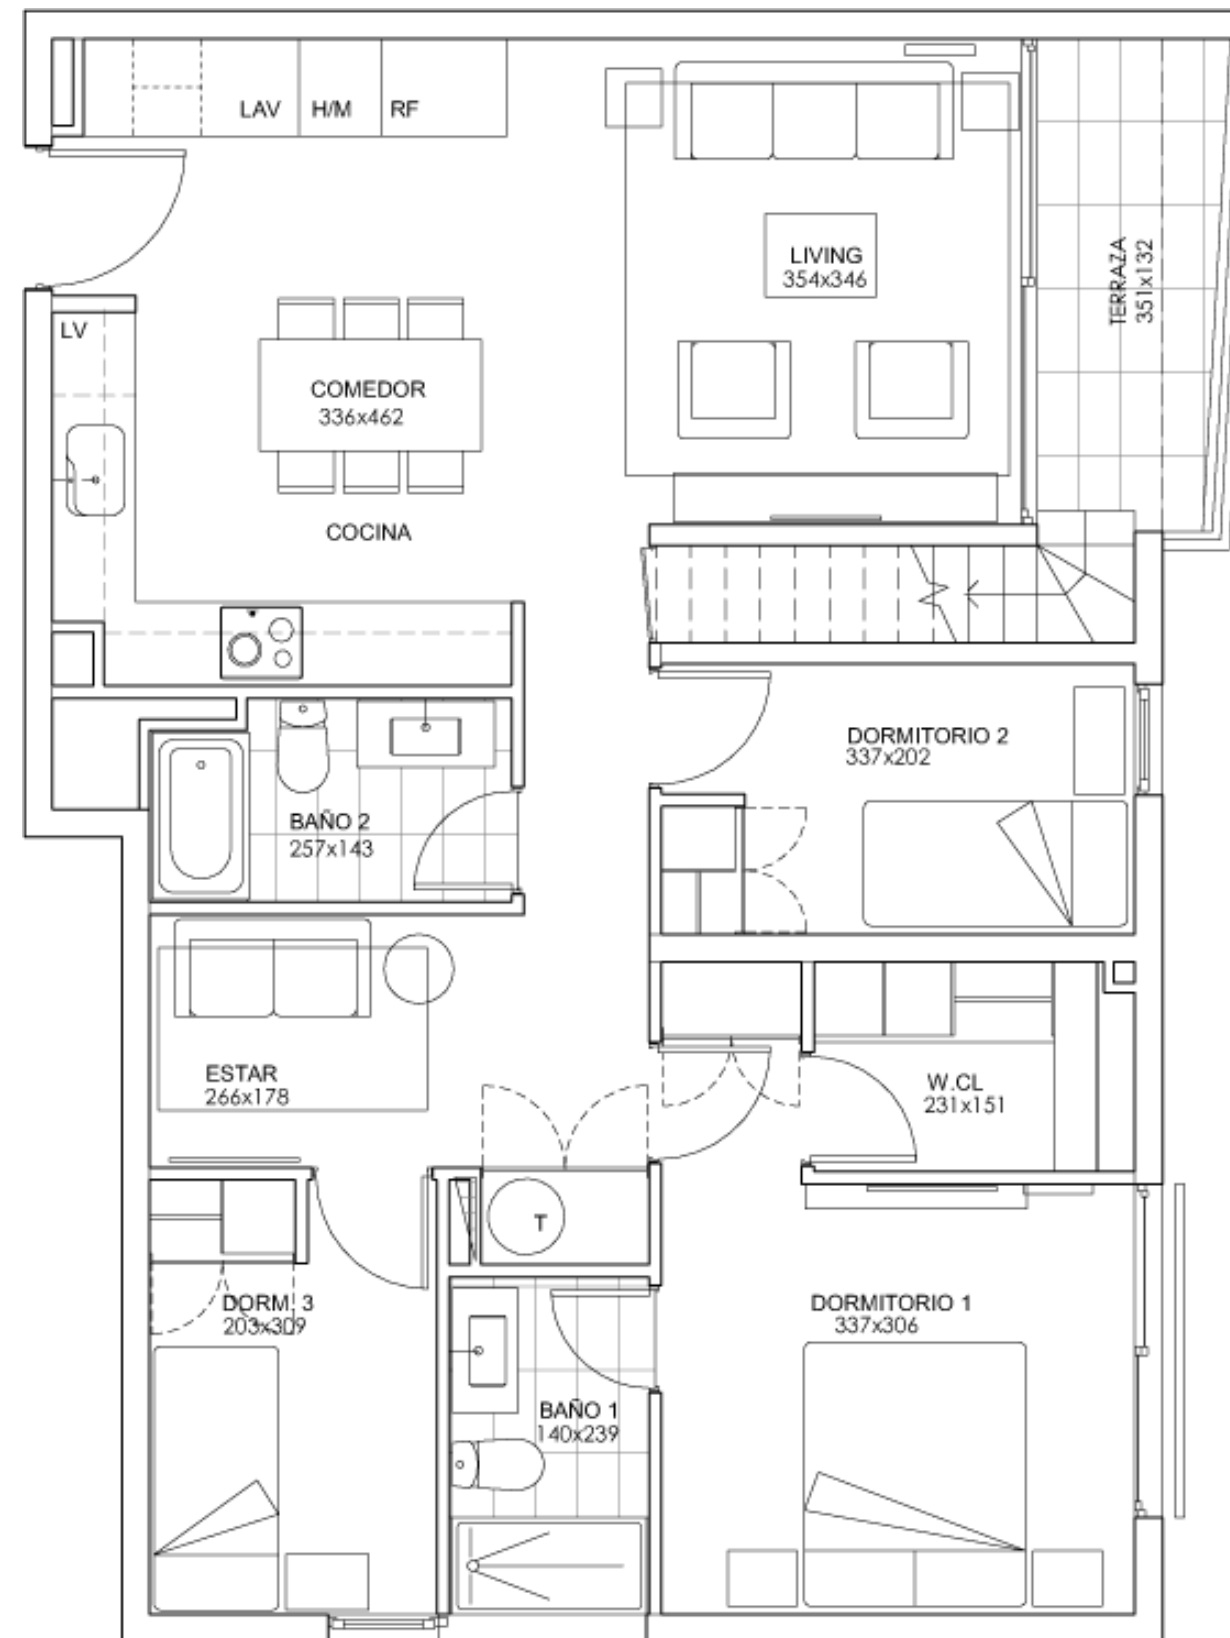 LAV H/M RF
LIVING
354x346
TERRAZA
351x132
LV
COMEDOR
336x462
COCINA
DORMITORIO 2
337x202
BAÑO 2
257x143
ESTAR
266x178
W.CL
231x151
T
DORM. 3
203x309
DORMITORIO 1
337x306
BAÑO 1
140x239